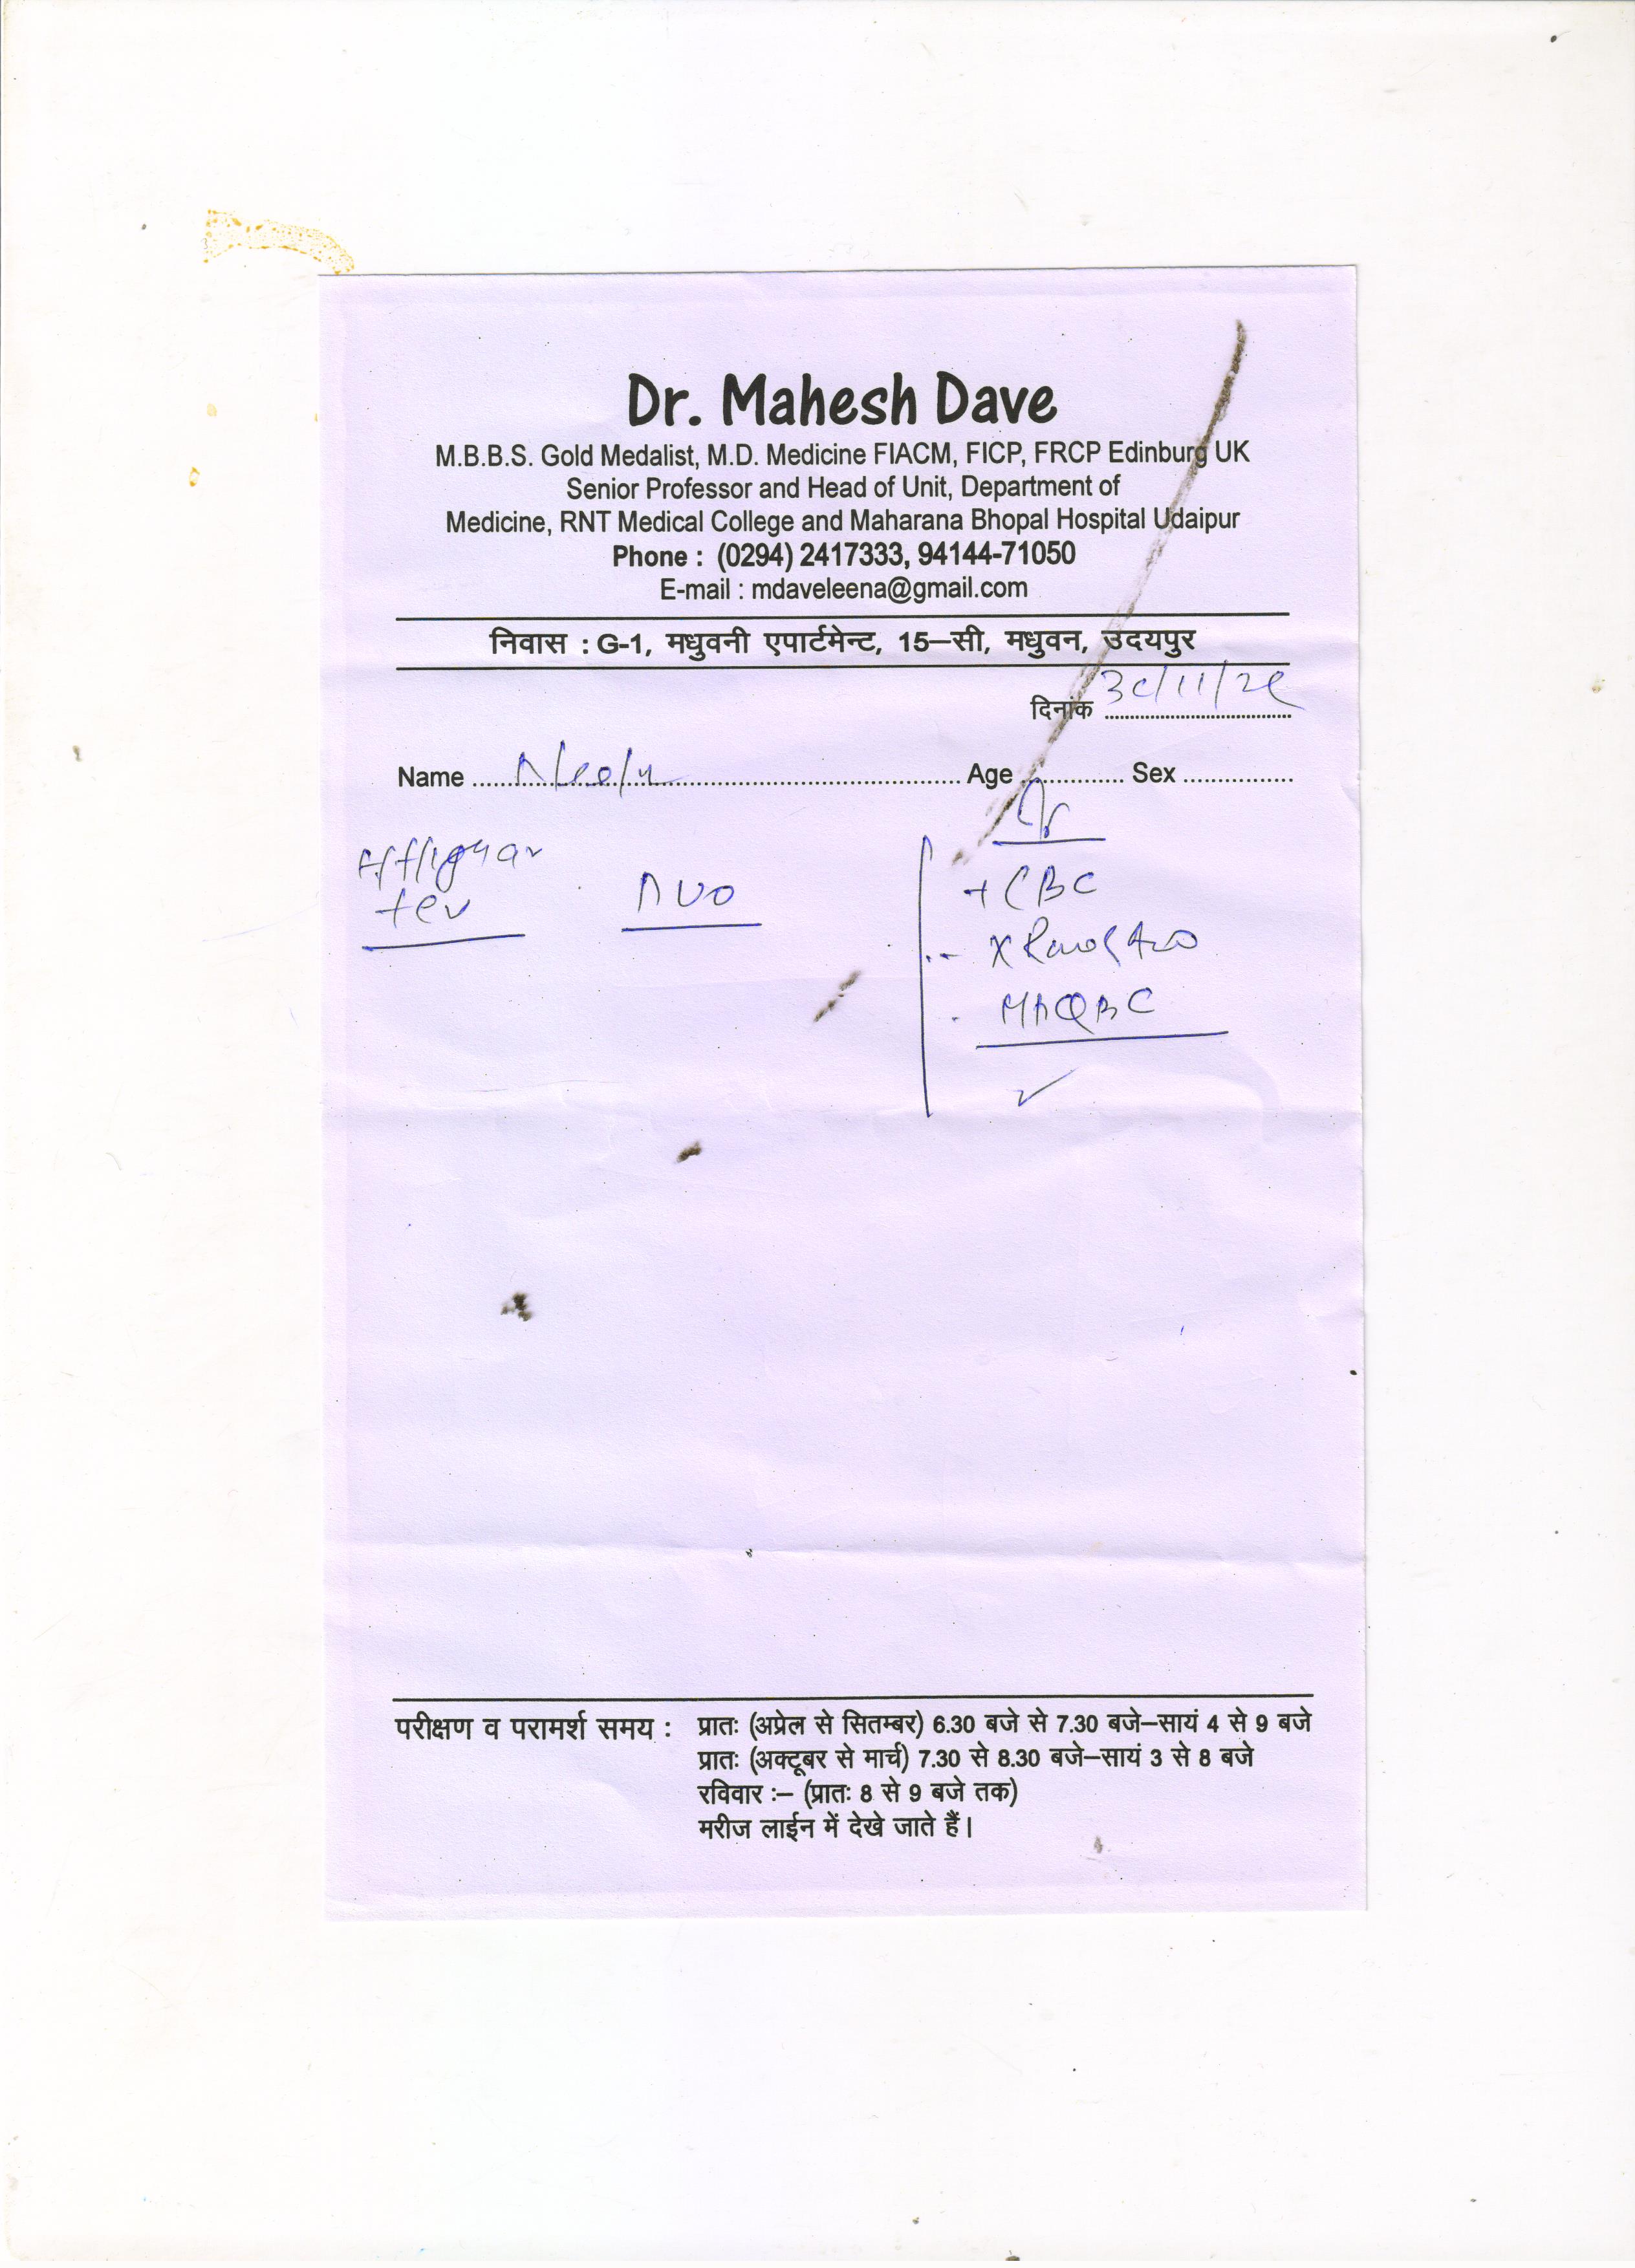 Dr. Mahesh Dave
M.B.B.S. Gold Medalist, M.D. Medicine FIACM, FICP, FRCP Edinburg UK
Senior Professor and Head of Unit, Department of
Medicine, RNT Medical College and Maharana Bhopal Hospital Udaipur
Phone : (0294) 2417333, 94144-71050
E-mail : mdaveleena@gmail.com
निवास : G-1, मधुवनी एपार्टमेन्ट, 15–सी, मधुवन, उदयपुर
दिनांक
Name Age Sex
+ CBC
परीक्षण व परामर्श समय : प्रातः (अप्रेल से सितम्बर) 6.30 बजे से 7.30 बजे–सायं 4 से 9 बजे
प्रातः (अक्टूबर से मार्च) 7.30 से 8.30 बजे–सायं 3 से 8 बजे
रविवार :– (प्रातः 8 से 9 बजे तक)
मरीज लाईन में देखे जाते हैं।